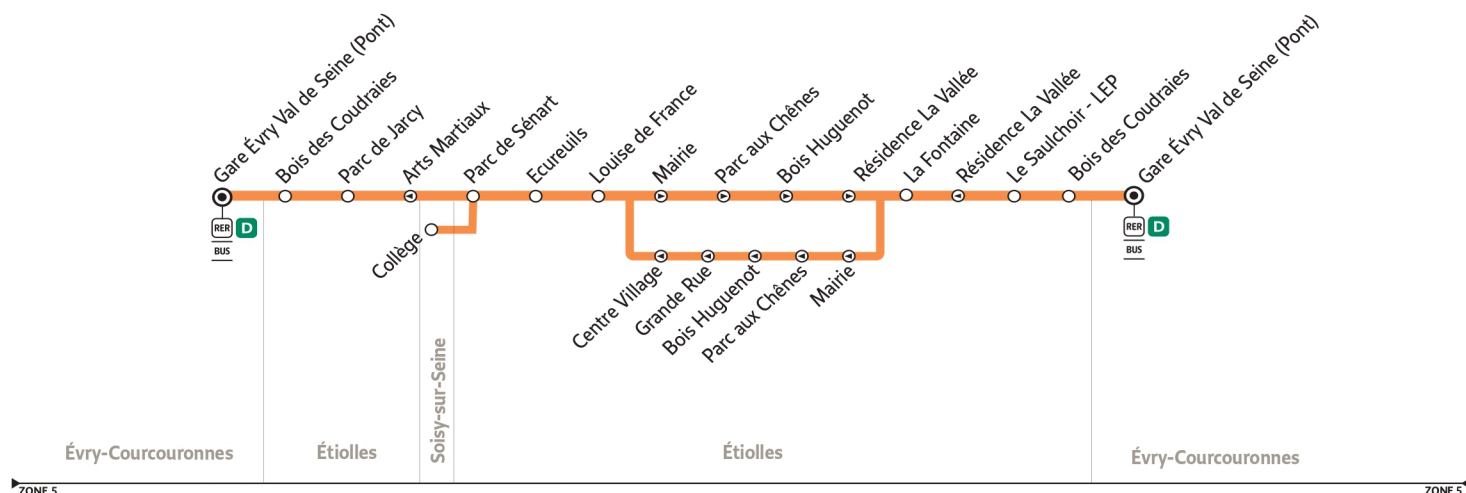 Gare Évry Val de Seine (Pont)
Bois des Coudraies
Parc de Jarcy
Arts Martiaux
Parc de Sénart
Ecureuils
Louise de France
Mairie
Parc aux Chênes
Bois Huguenot
Résidence La Vallée
La Fontaine
Résidence La Vallée
Le Saulchoir - LEP
Bois des Coudraies
Gare Évry Val de Seine (Pont)
RER D
BUS
RER D
BUS
Collège
Centre Village
Grande Rue
Bois Huguenot
Parc aux Chênes
Mairie
Évry-Courcouronnes
Étiolles
Soisy-sur-Seine
Étiolles
Évry-Courcouronnes
ZONE 5
ZONE 5